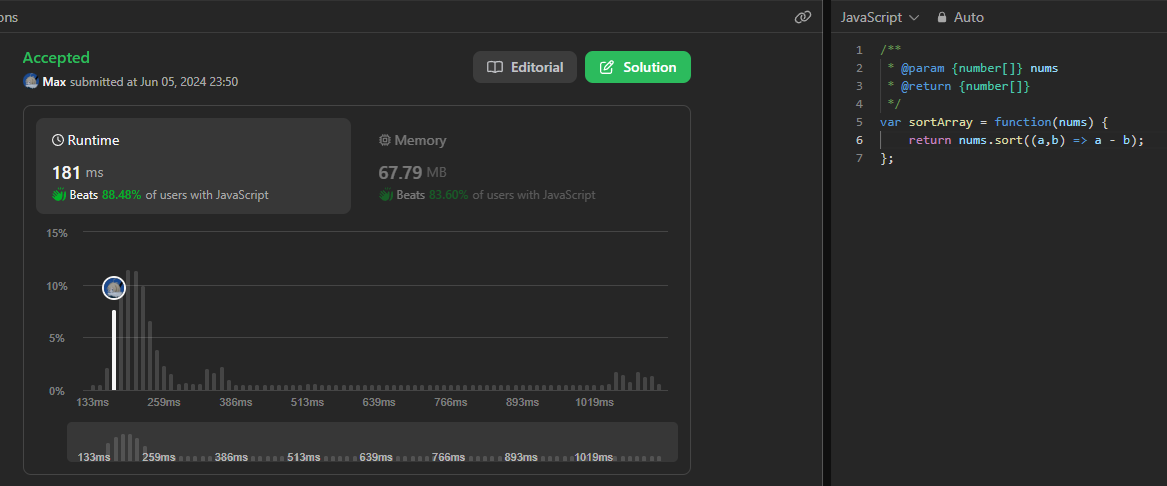 ons
Accepted
Max submitted at Jun 05, 2024 23:50
Editorial
Solution
Runtime
181 ms
Beats 88.48% of users with JavaScript
Memory
67.79 MB
Beats 83.60% of users with JavaScript
15%
10%
5%
0%
133ms 259ms 386ms 513ms 639ms 766ms 893ms 1019ms
133ms 259ms 386ms 513ms 639ms 766ms 893ms 1019ms
JavaScript Auto
1 /**
2  * @param {number[]} nums
3  * @return {number[]}
4  */
5 var sortArray = function(nums) {
6     return nums.sort((a,b) => a - b);
7 };